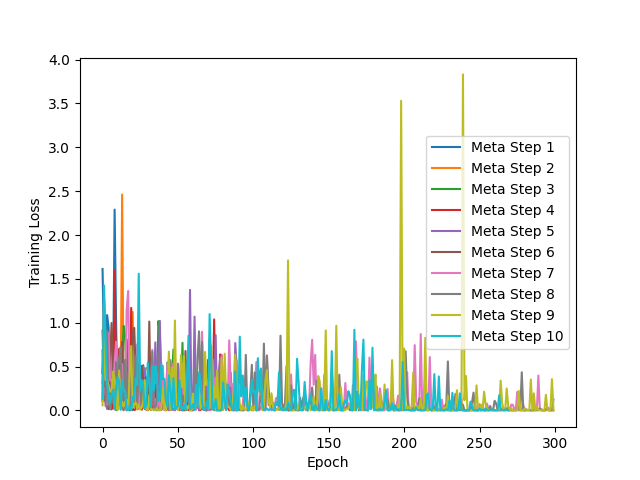 4.0
3.5
3.0
2.5
2.0
1.5
1.0
0.5
0.0
Training Loss
Meta Step 1
Meta Step 2
Meta Step 3
Meta Step 4
Meta Step 5
Meta Step 6
Meta Step 7
Meta Step 8
Meta Step 9
Meta Step 10
0 50 100 150 200 250 300
Epoch